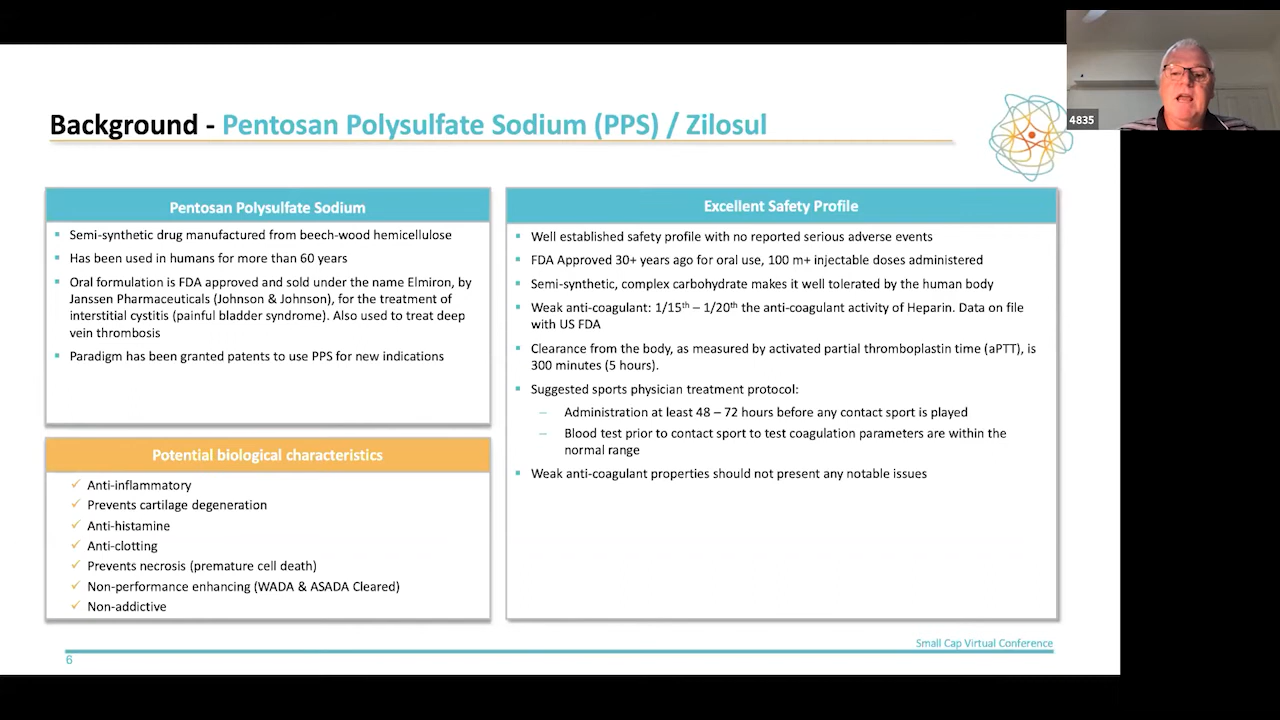 Background - Pentosan Polysulfate Sodium (PPS) / Zilosul
4835
Pentosan Polysulfate Sodium
Semi-synthetic drug manufactured from beech-wood hemicellulose
Has been used in humans for more than 60 years
Oral formulation is FDA approved and sold under the name Elmiron, by
Janssen Pharmaceuticals (Johnson & Johnson), for the treatment of
interstitial cystitis (painful bladder syndrome). Also used to treat deep
vein thrombosis
Paradigm has been granted patents to use PPS for new indications
Potential biological characteristics
Anti-inflammatory
Prevents cartilage degeneration
Anti-histamine
Anti-clotting
Prevents necrosis (premature cell death)
Non-performance enhancing (WADA & ASADA Cleared)
Non-addictive
Excellent Safety Profile
Well established safety profile with no reported serious adverse events
FDA Approved 30+ years ago for oral use, 100 m+ injectable doses administered
Semi-synthetic, complex carbohydrate makes it well tolerated by the human body
Weak anti-coagulant: 1/15th – 1/20th the anti-coagulant activity of Heparin. Data on file
with US FDA
Clearance from the body, as measured by activated partial thromboplastin time (aPTT), is
300 minutes (5 hours).
Suggested sports physician treatment protocol:
– Administration at least 48 – 72 hours before any contact sport is played
– Blood test prior to contact sport to test coagulation parameters are within the
normal range
Weak anti-coagulant properties should not present any notable issues
Small Cap Virtual Conference
6